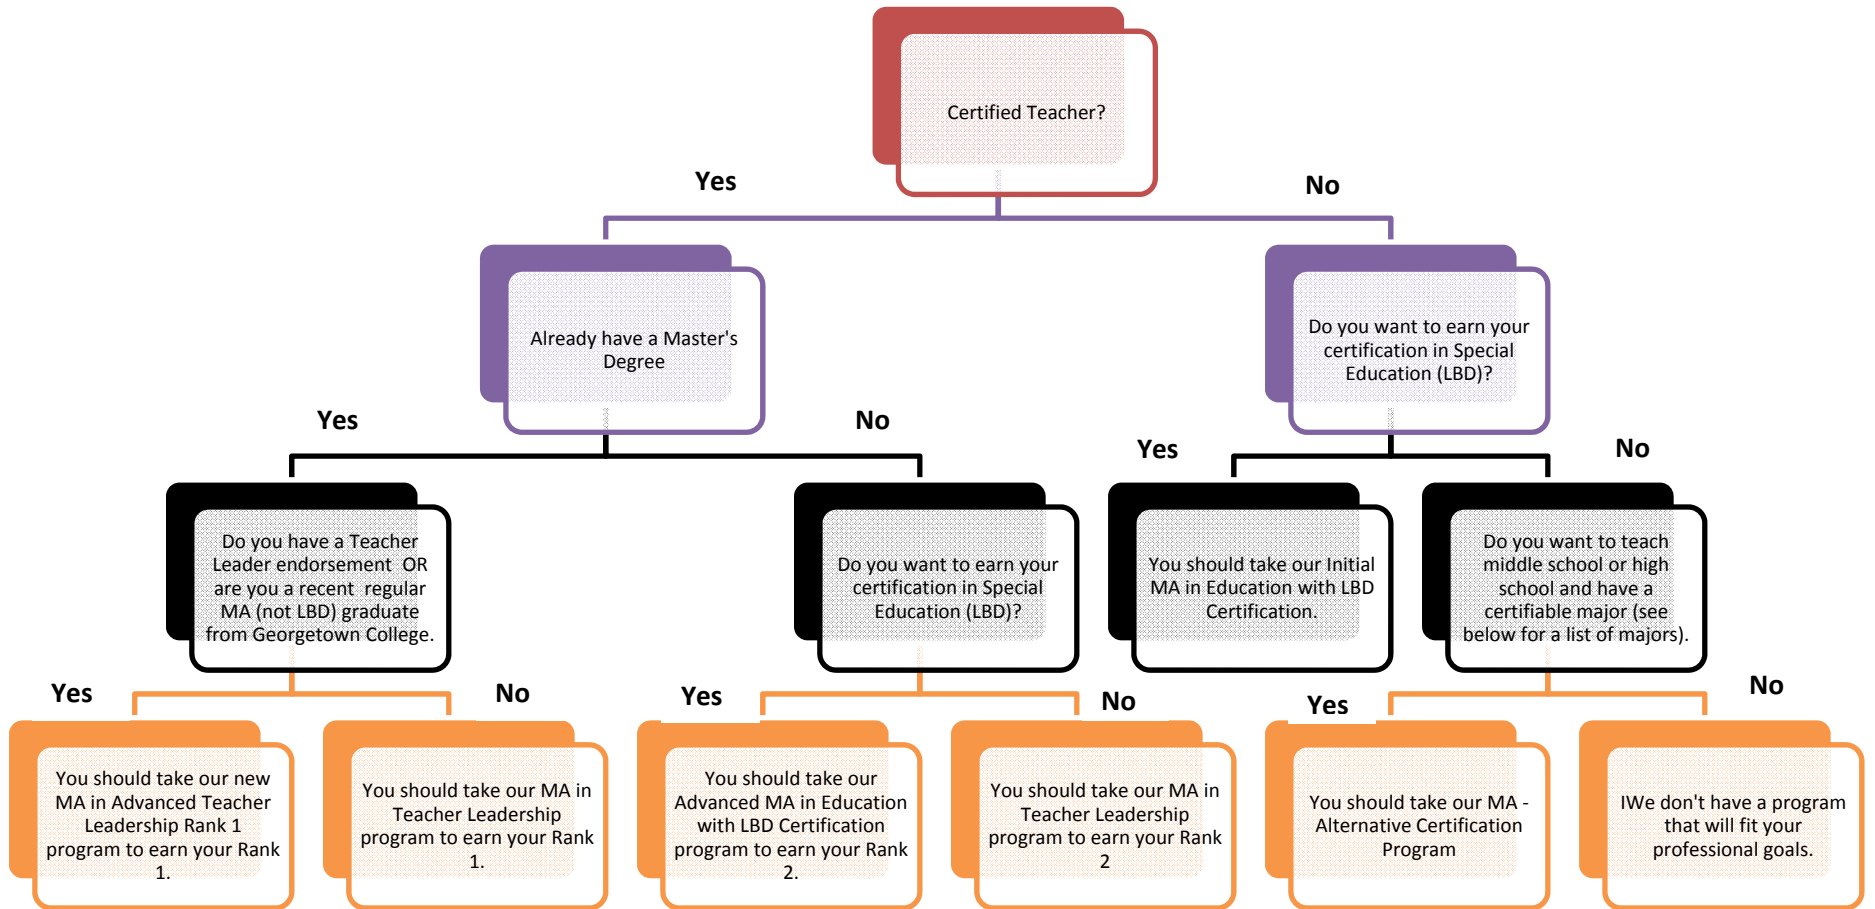 Certified Teacher?
Yes
No
Already have a Master's
Degree
Do you want to earn your
certification in Special
Education (LBD)?
Yes
No
Yes
No
Do you have a Teacher
Leader endorsement  OR
are you a recent  regular
MA (not LBD) graduate
from Georgetown College.
Do you want to earn your
certification in Special
Education (LBD)?
You should take our Initial
MA in Education with LBD
Certification.
Do you want to teach
middle school or high
school and have a
certifiable major (see
below for a list of majors).
Yes
No
Yes
No
Yes
No
You should take our new
MA in Advanced Teacher
Leadership Rank 1
program to earn your Rank
1.
You should take our MA in
Teacher Leadership
program to earn your Rank
1.
You should take our
Advanced MA in Education
with LBD Certification
program to earn your Rank
2.
You should take our MA in
Teacher Leadership
program to earn your Rank
2
You should take our MA -
Alternative Certification
Program
IWe don't have a program
that will fit your
professional goals.